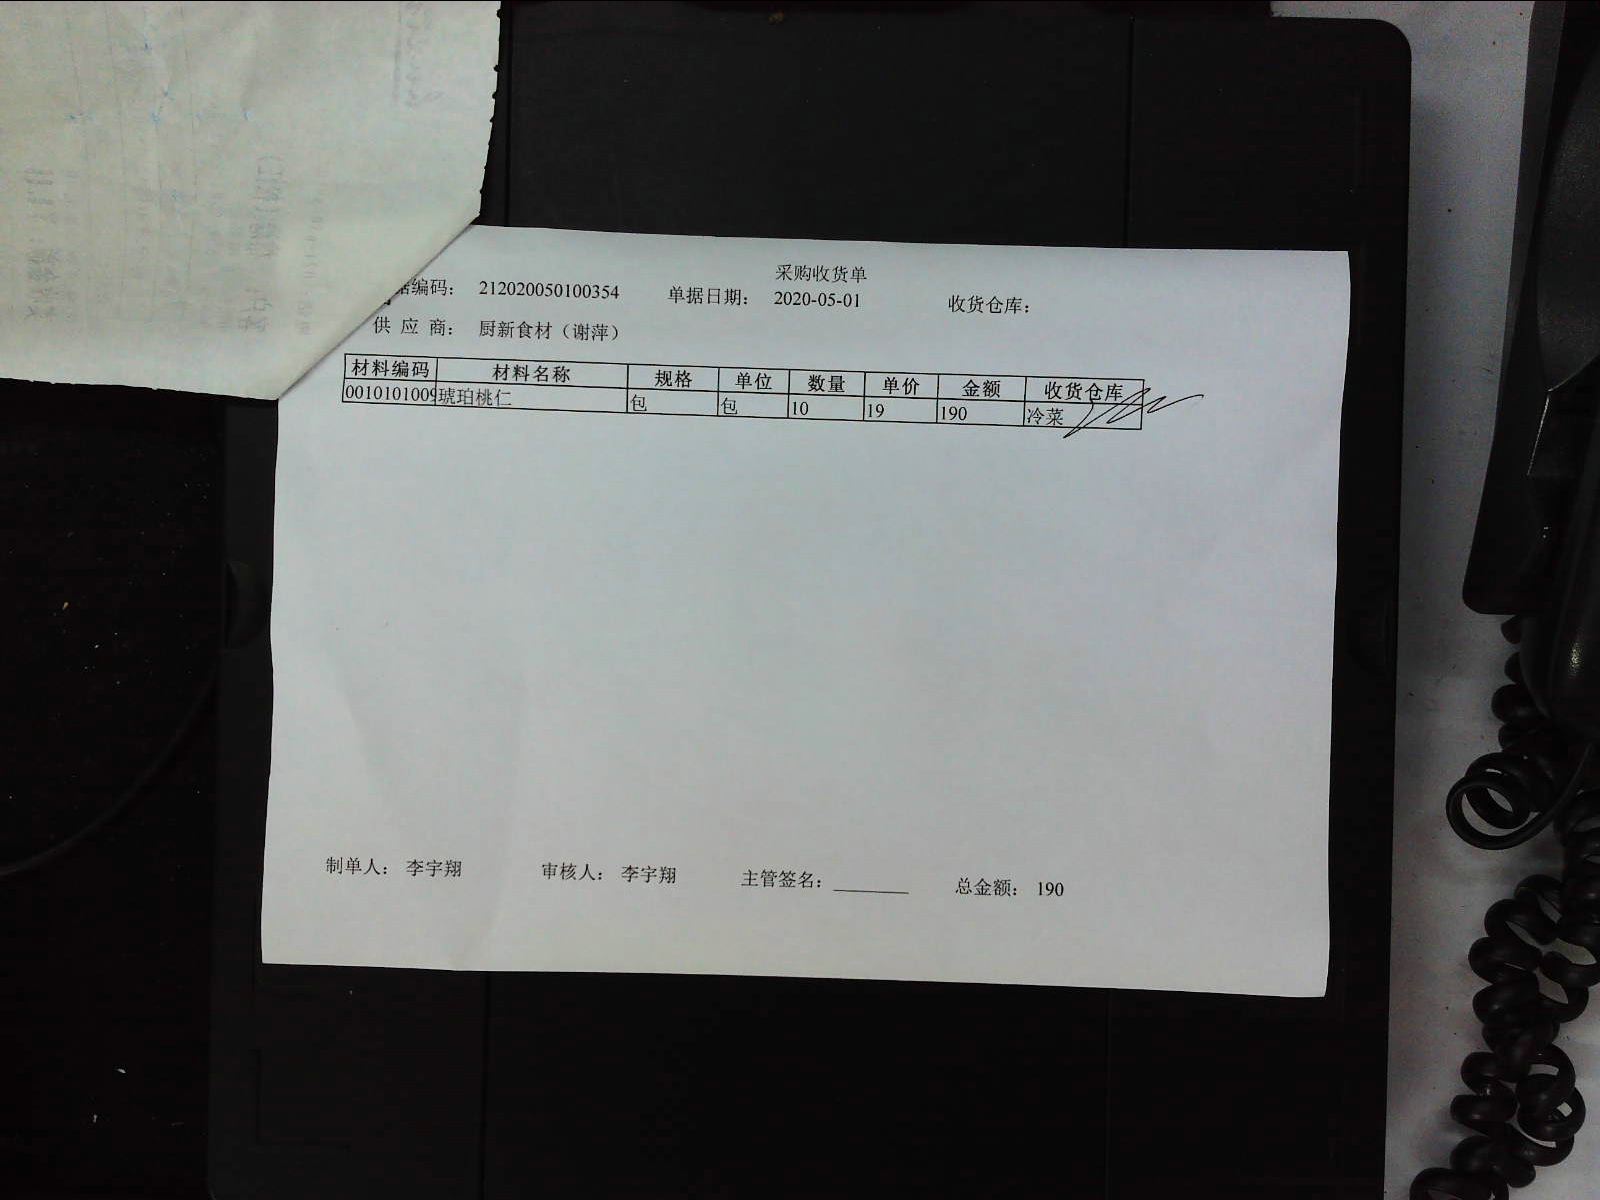 采购收货单
据编码： 212020050100354 单据日期： 2020-05-01 收货仓库：
供 应 商： 厨新食材（谢萍）
材料编码 材料名称 规格 单位 数量 单价 金额 收货仓库
0010101009 琥珀桃仁 包 包 10 19 190 冷菜
制单人： 李宇翔 审核人： 李宇翔 主管签名： ________ 总金额： 190